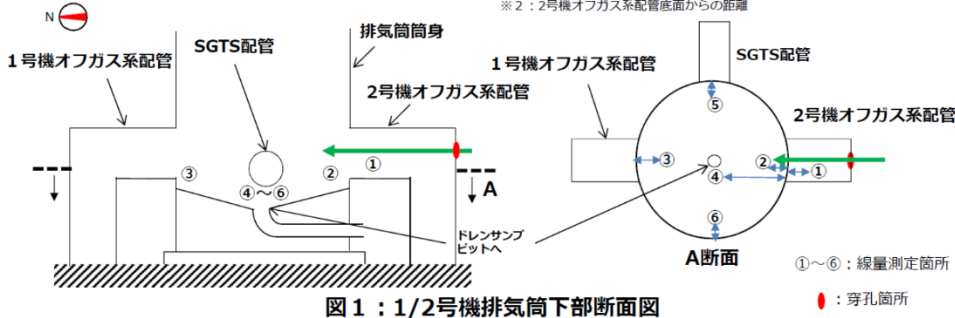 ※2：2号機オフガス系配管底面からの距離
N
1号機オフガス系配管
SGTS配管
排気筒筒身
2号機オフガス系配管
①
②
③
④～⑥
A
ドレンサンプ
ピットへ
1号機オフガス系配管
SGTS配管
2号機オフガス系配管
⑤
③
②
①
④
⑥
A断面
①～⑥：線量測定箇所
：穿孔箇所
図1：1/2号機排気筒下部断面図